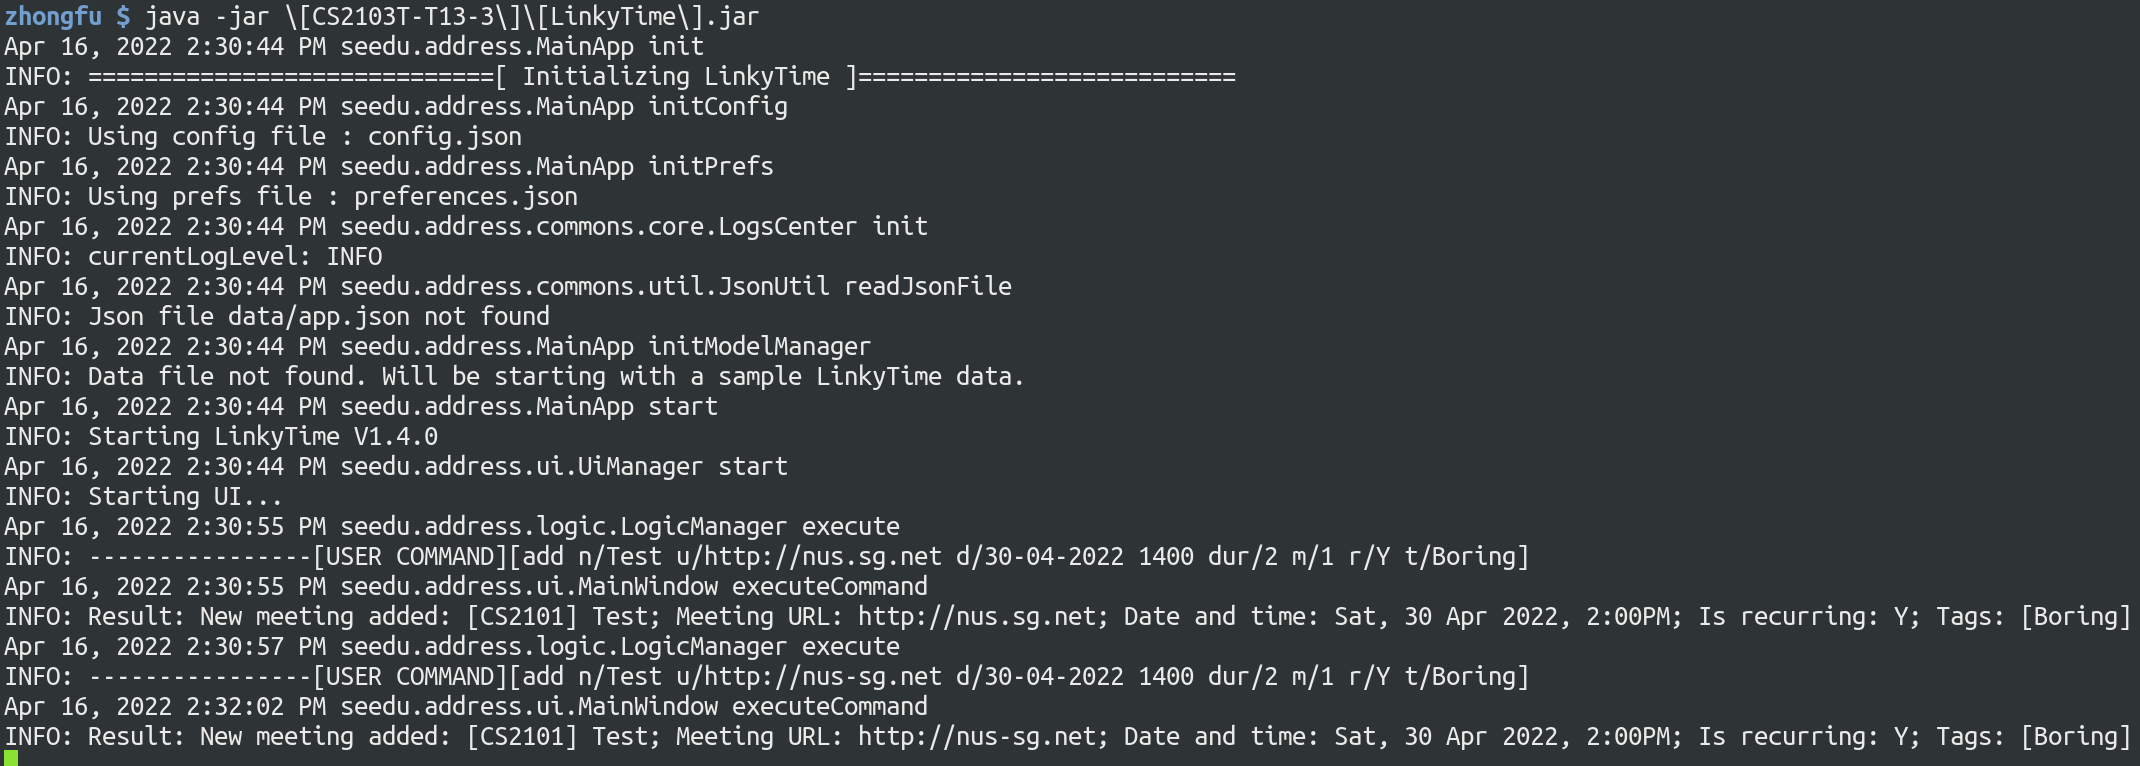 zhongfu $ java -jar \[CS2103T-T13-3\]\[LinkyTime\].jar
Apr 16, 2022 2:30:44 PM seedu.address.MainApp init
INFO: =============================[ Initializing LinkyTime ]===========================
Apr 16, 2022 2:30:44 PM seedu.address.MainApp initConfig
INFO: Using config file : config.json
Apr 16, 2022 2:30:44 PM seedu.address.MainApp initPrefs
INFO: Using prefs file : preferences.json
Apr 16, 2022 2:30:44 PM seedu.address.commons.core.LogsCenter init
INFO: currentLogLevel: INFO
Apr 16, 2022 2:30:44 PM seedu.address.commons.util.JsonUtil readJsonFile
INFO: Json file data/app.json not found
Apr 16, 2022 2:30:44 PM seedu.address.MainApp initModelManager
INFO: Data file not found. Will be starting with a sample LinkyTime data.
Apr 16, 2022 2:30:44 PM seedu.address.MainApp start
INFO: Starting LinkyTime V1.4.0
Apr 16, 2022 2:30:44 PM seedu.address.ui.UiManager start
INFO: Starting UI...
Apr 16, 2022 2:30:55 PM seedu.address.logic.LogicManager execute
INFO: ----------------[USER COMMAND][add n/Test u/http://nus.sg.net d/30-04-2022 1400 dur/2 m/1 r/Y t/Boring]
Apr 16, 2022 2:30:55 PM seedu.address.ui.MainWindow executeCommand
INFO: Result: New meeting added: [CS2101] Test; Meeting URL: http://nus.sg.net; Date and time: Sat, 30 Apr 2022, 2:00PM; Is recurring: Y; Tags: [Boring]
Apr 16, 2022 2:30:57 PM seedu.address.logic.LogicManager execute
INFO: ----------------[USER COMMAND][add n/Test u/http://nus-sg.net d/30-04-2022 1400 dur/2 m/1 r/Y t/Boring]
Apr 16, 2022 2:32:02 PM seedu.address.ui.MainWindow executeCommand
INFO: Result: New meeting added: [CS2101] Test; Meeting URL: http://nus-sg.net; Date and time: Sat, 30 Apr 2022, 2:00PM; Is recurring: Y; Tags: [Boring]